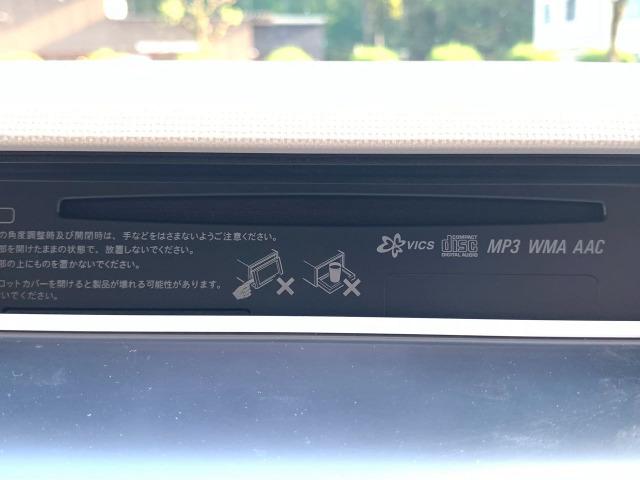 の角度調整時及び開閉時は、手などをはさまないようご注意ください。
部を開けたままの状態で、放置しないでください。
部の上にものを置かないでください。
ロットカバーを開けると製品が壊れる可能性があります。
いでください。
VICS
COMPACT
disc
DIGITAL AUDIO
MP3 WMA AAC